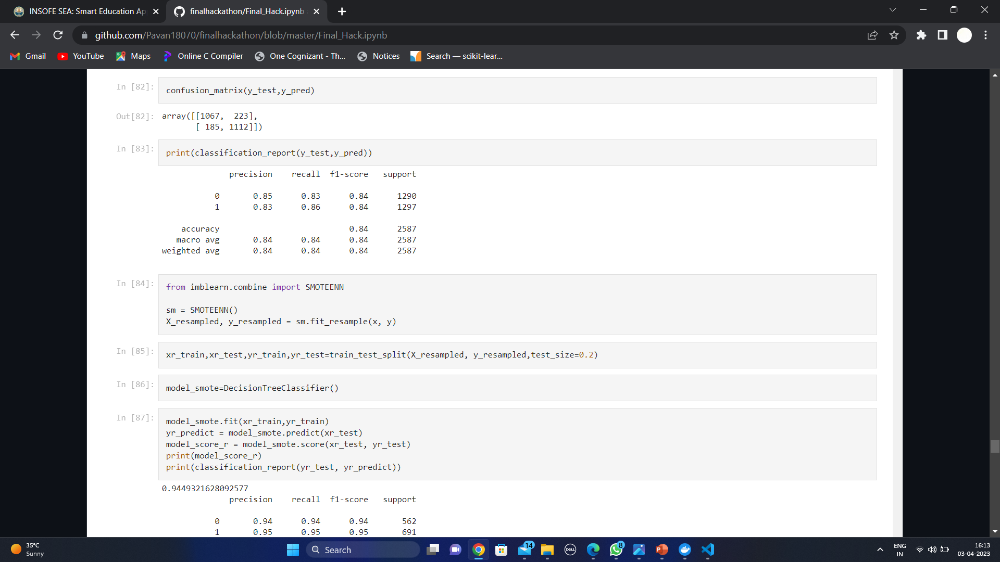 INSOFE SEA: Smart Education Ap
finalhackathon/Final_Hack.ipynb
github.com/Pavan18070/finalhackathon/blob/master/Final_Hack.ipynb
Gmail YouTube Maps Online C Compiler One Cognizant - Th... Notices Search — scikit-lear...
In [82]: confusion_matrix(y_test,y_pred)
Out[82]: array([[1067,  223],
       [ 185, 1112]])
In [83]: print(classification_report(y_test,y_pred))
precision    recall  f1-score   support
0       0.85      0.83      0.84      1290
1       0.83      0.86      0.84      1297
accuracy                           0.84      2587
macro avg       0.84      0.84      0.84      2587
weighted avg       0.84      0.84      0.84      2587
In [84]: from imblearn.combine import SMOTEENN
sm = SMOTEENN()
X_resampled, y_resampled = sm.fit_resample(x, y)
In [85]: xr_train,xr_test,yr_train,yr_test=train_test_split(X_resampled, y_resampled,test_size=0.2)
In [86]: model_smote=DecisionTreeClassifier()
In [87]: model_smote.fit(xr_train,yr_train)
yr_predict = model_smote.predict(xr_test)
model_score_r = model_smote.score(xr_test, yr_test)
print(model_score_r)
print(classification_report(yr_test, yr_predict))
0.9449321628092577
precision    recall  f1-score   support
0       0.94      0.94      0.94       562
1       0.95      0.95      0.95       691
35°C
Sunny
Search
14
DELL
8
ENG
IN
16:13
03-04-2023